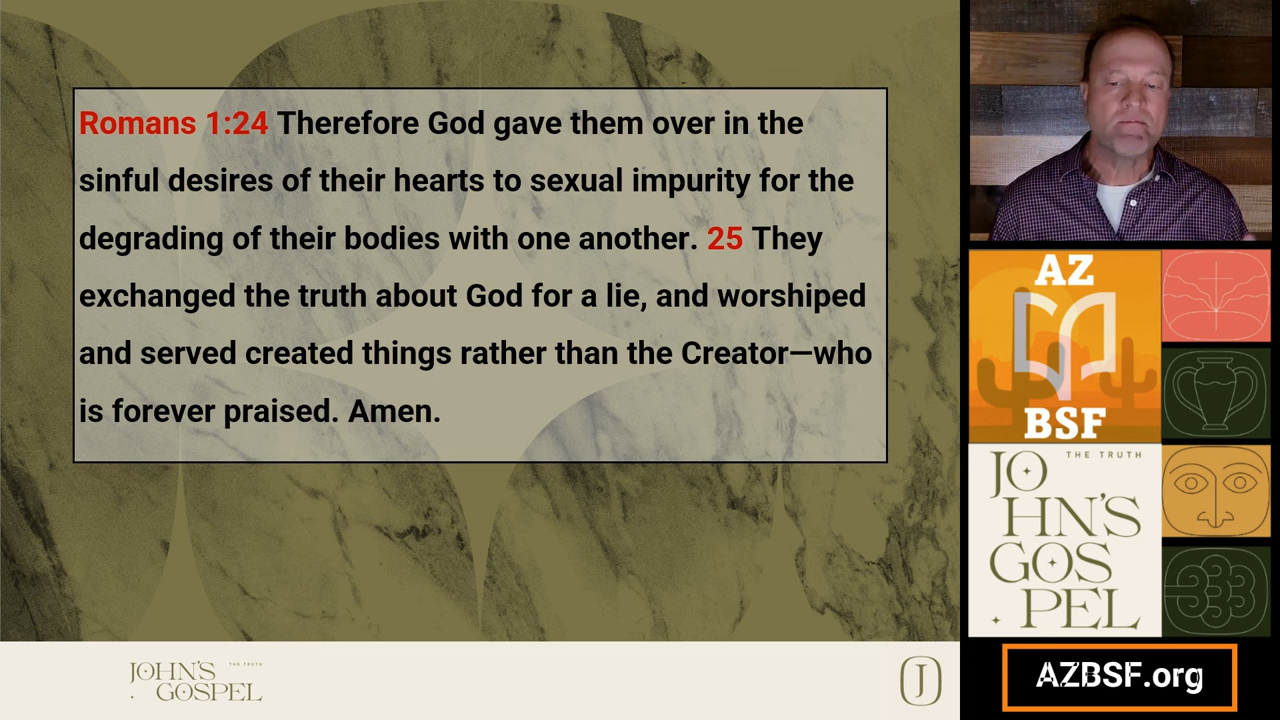 Romans 1:24 Therefore God gave them over in the
sinful desires of their hearts to sexual impurity for the
degrading of their bodies with one another. 25 They
exchanged the truth about God for a lie, and worshiped
and served created things rather than the Creator—who
is forever praised. Amen.
JOHN'S
THE TRUTH
GOSPEL
J
AZ
BSF
THE TRUTH
JO
HN'S
GOS
PEL
AZBSF.org